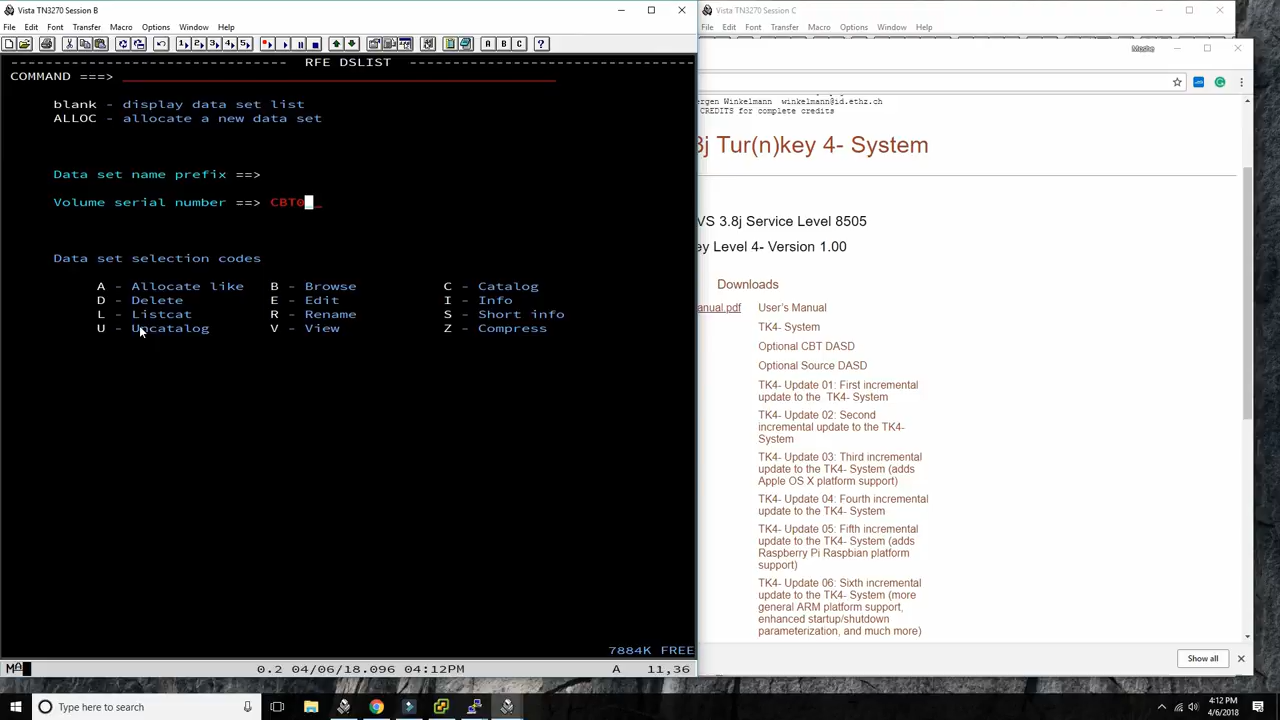 Vista TN3270 Session B
File Edit Font Transfer Macro Options Window Help
A B C ?
RFE DSLIST
COMMAND ===>
blank - display data set list
ALLOC - allocate a new data set
Data set name prefix ==>
Volume serial number ==> CBT0
Data set selection codes
A - Allocate like B - Browse C - Catalog
D - Delete E - Edit I - Info
L - Listcat R - Rename S - Short info
U - Uncatalog V - View Z - Compress
7884K FREE
0.2 04/06/18.096 04:12PM A 11,36
Vista TN3270 Session C
File Edit Font Transfer Macro Options Window Help
ergen Winkelmann winkelmann@id.ethz.ch
CREDITS for complete credits
8j Tur(n)key 4- System
VS 3.8j Service Level 8505
ey Level 4- Version 1.00
Downloads
anual.pdf User's Manual
TK4- System
Optional CBT DASD
Optional Source DASD
TK4- Update 01: First incremental
update to the TK4- System
TK4- Update 02: Second
incremental update to the TK4-
System
TK4- Update 03: Third incremental
update to the TK4- System (adds
Apple OS X platform support)
TK4- Update 04: Fourth incremental
update to the TK4- System
TK4- Update 05: Fifth incremental
update to the TK4- System (adds
Raspberry Pi Raspbian platform
support)
TK4- Update 06: Sixth incremental
update to the TK4- System (more
general ARM platform support,
enhanced startup/shutdown
parameterization, and much more)
Show all
Type here to search
4:12 PM
4/6/2018